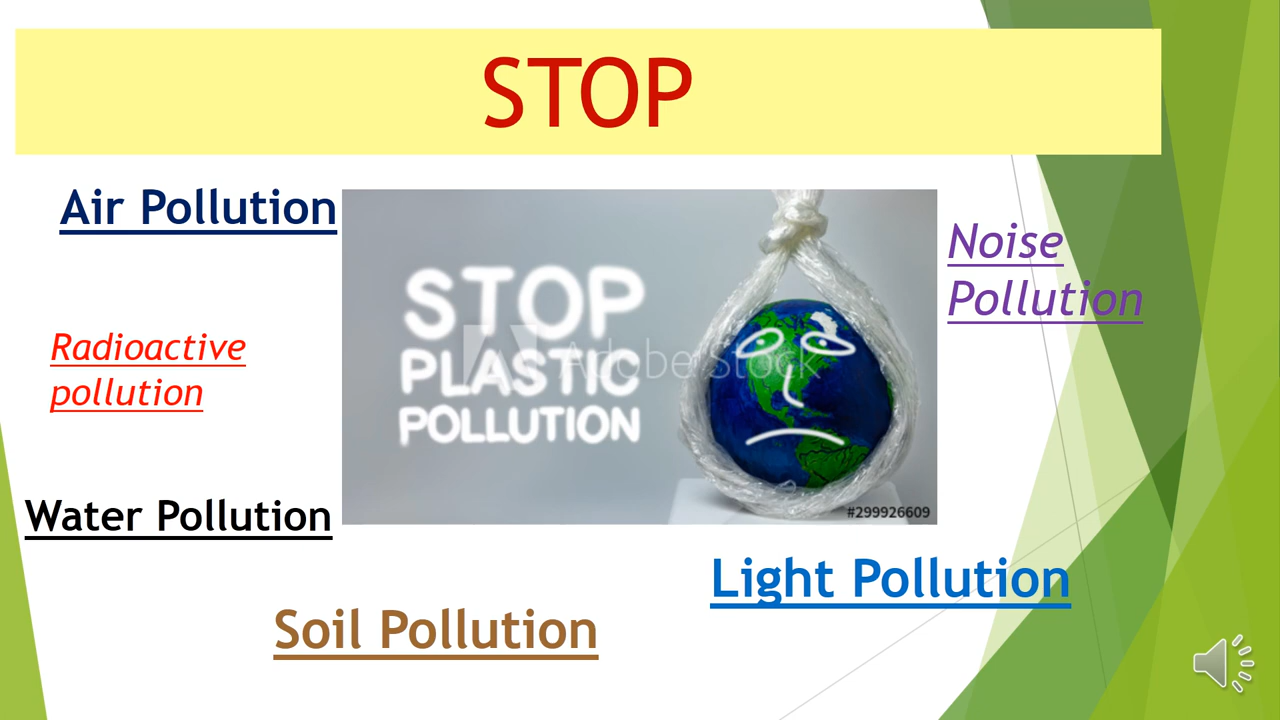 STOP
Air Pollution
Noise
Pollution
STOP
PLASTIC
POLLUTION
Adobe Stock
#299926609
Radioactive
pollution
Water Pollution
Light Pollution
Soil Pollution